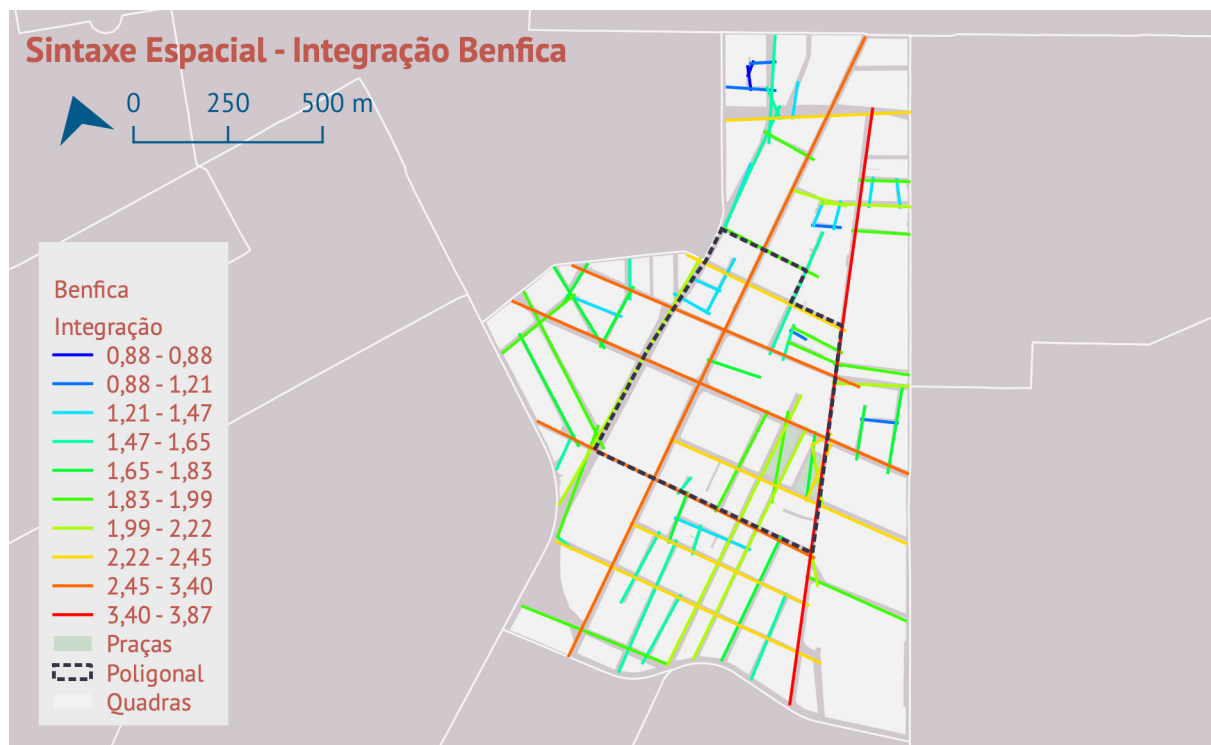 Sintaxe Espacial - Integração Benfica
0 250 500 m
Benfica
Integração
0,88 - 0,88
0,88 - 1,21
1,21 - 1,47
1,47 - 1,65
1,65 - 1,83
1,83 - 1,99
1,99 - 2,22
2,22 - 2,45
2,45 - 3,40
3,40 - 3,87
Praças
Poligonal
Quadras